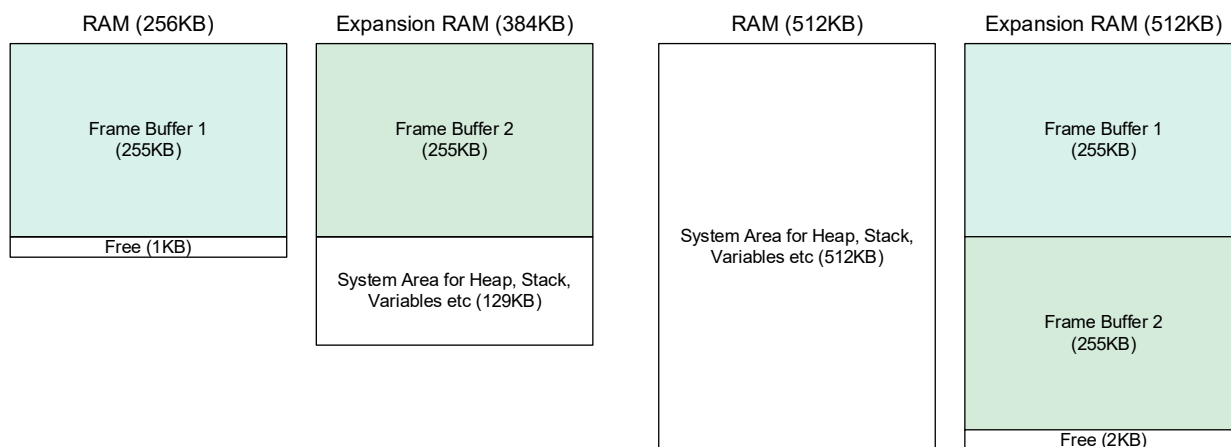 RAM (256KB)
Frame Buffer 1
(255KB)
Free (1KB)
Expansion RAM (384KB)
Frame Buffer 2
(255KB)
System Area for Heap, Stack,
Variables etc (129KB)
RAM (512KB)
System Area for Heap, Stack,
Variables etc (512KB)
Expansion RAM (512KB)
Frame Buffer 1
(255KB)
Frame Buffer 2
(255KB)
Free (2KB)